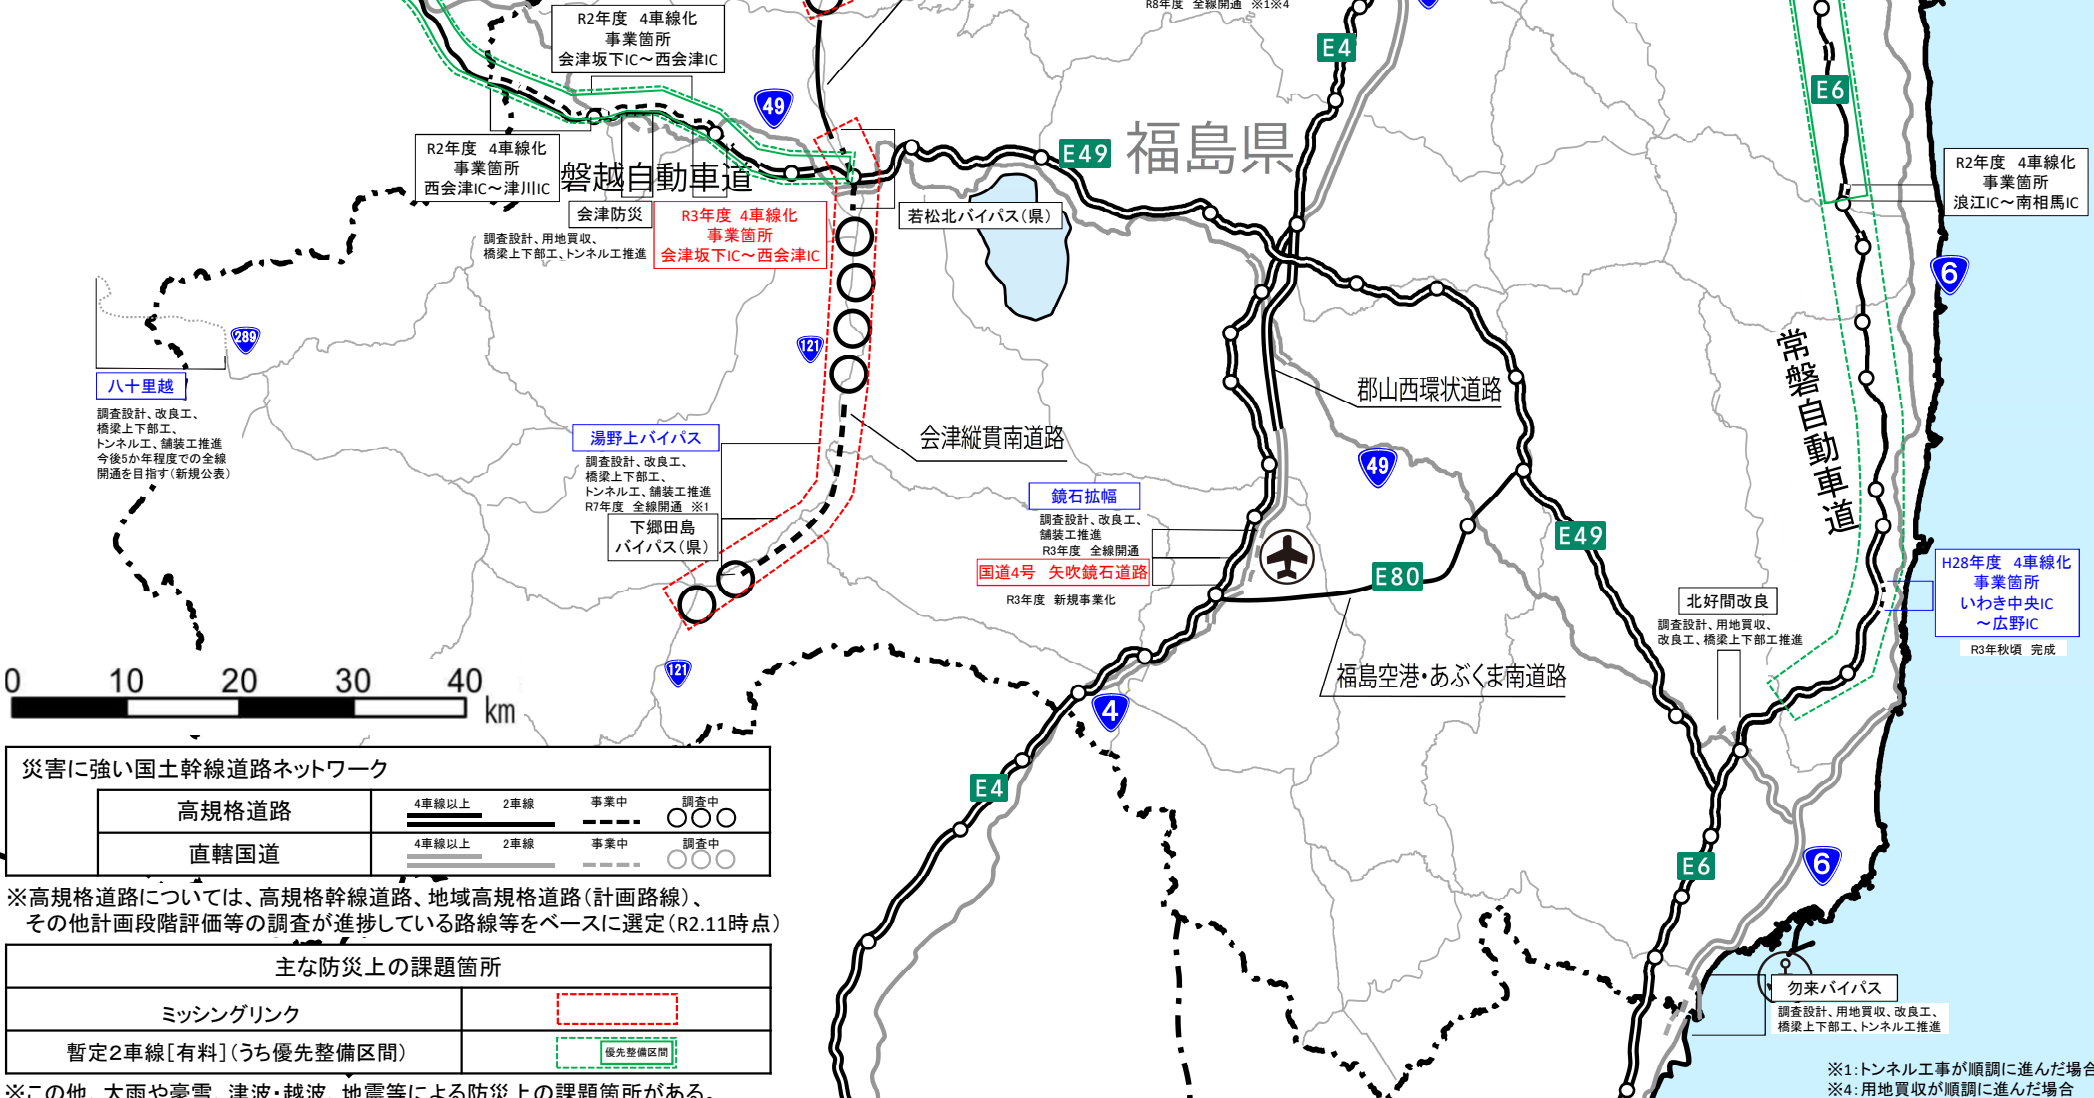 R8年度 全線開通 ※1※4
R2年度 4車線化
事業箇所
会津坂下IC～西会津IC
49
E4
E6
R2年度 4車線化
事業箇所
西会津IC～津川IC
磐越自動車道
E49
福島県
R2年度 4車線化
事業箇所
浪江IC～南相馬IC
会津防災
調査設計、用地買収、
橋梁上下部工、トンネル工推進
R3年度 4車線化
事業箇所
会津坂下IC～西会津IC
若松北バイパス(県)
6
289
121
八十里越
調査設計、改良工、
橋梁上下部工、
トンネル工、舗装工推進
今後5か年程度での全線
開通を目指す(新規公表)
郡山西環状道路
常磐自動車道
湯野上バイパス
調査設計、改良工、
橋梁上下部工、
トンネル工、舗装工推進
R7年度 全線開通 ※1
下郷田島
バイパス(県)
会津縦貫南道路
49
鏡石拡幅
調査設計、改良工、
舗装工推進
R3年度 全線開通
国道4号 矢吹鏡石道路
R3年度 新規事業化
E80
E49
H28年度 4車線化
事業箇所
いわき中央IC
～広野IC
R3年秋頃 完成
北好間改良
調査設計、用地買収、
改良工、橋梁上下部工推進
福島空港・あぶくま南道路
121
4
0 10 20 30 40
km
E4
E6
6
災害に強い国土幹線道路ネットワーク
高規格道路
4車線以上 2車線 事業中 調査中
直轄国道
4車線以上 2車線 事業中 調査中
※高規格道路については、高規格幹線道路、地域高規格道路(計画路線)、
その他計画段階評価等の調査が進捗している路線等をベースに選定(R2.11時点)
主な防災上の課題箇所
ミッシングリンク
暫定2車線[有料](うち優先整備区間)
優先整備区間
※この他、大雨や豪雪、津波・越波、地震等による防災上の課題箇所がある。
勿来バイパス
調査設計、用地買収、改良工、
橋梁上下部工、トンネル工推進
※1:トンネル工事が順調に進んだ場合
※4:用地買収が順調に進んだ場合